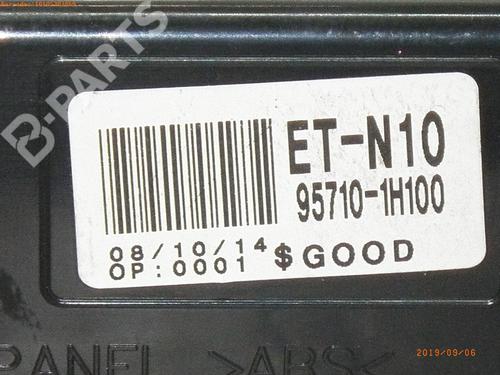 B-PARTS
ET-N10
95710-1H100
08/10/14 $GOOD
OP:0001
PANEL >ABS<
2019/09/06